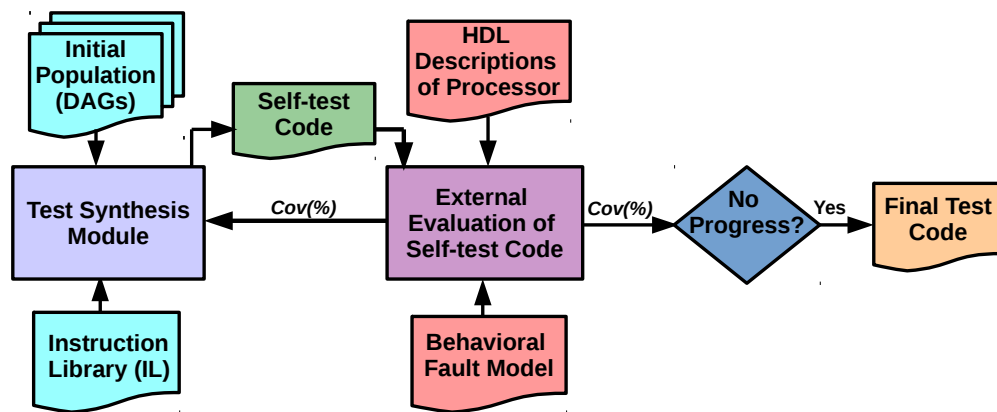 Initial
Population
(DAGs)
HDL
Descriptions
of Processor
Self-test
Code
Test Synthesis
Module
Cov(%)
External
Evaluation of
Self-test Code
Cov(%)
No
Progress?
Yes
Final Test
Code
Instruction
Library (IL)
Behavioral
Fault Model